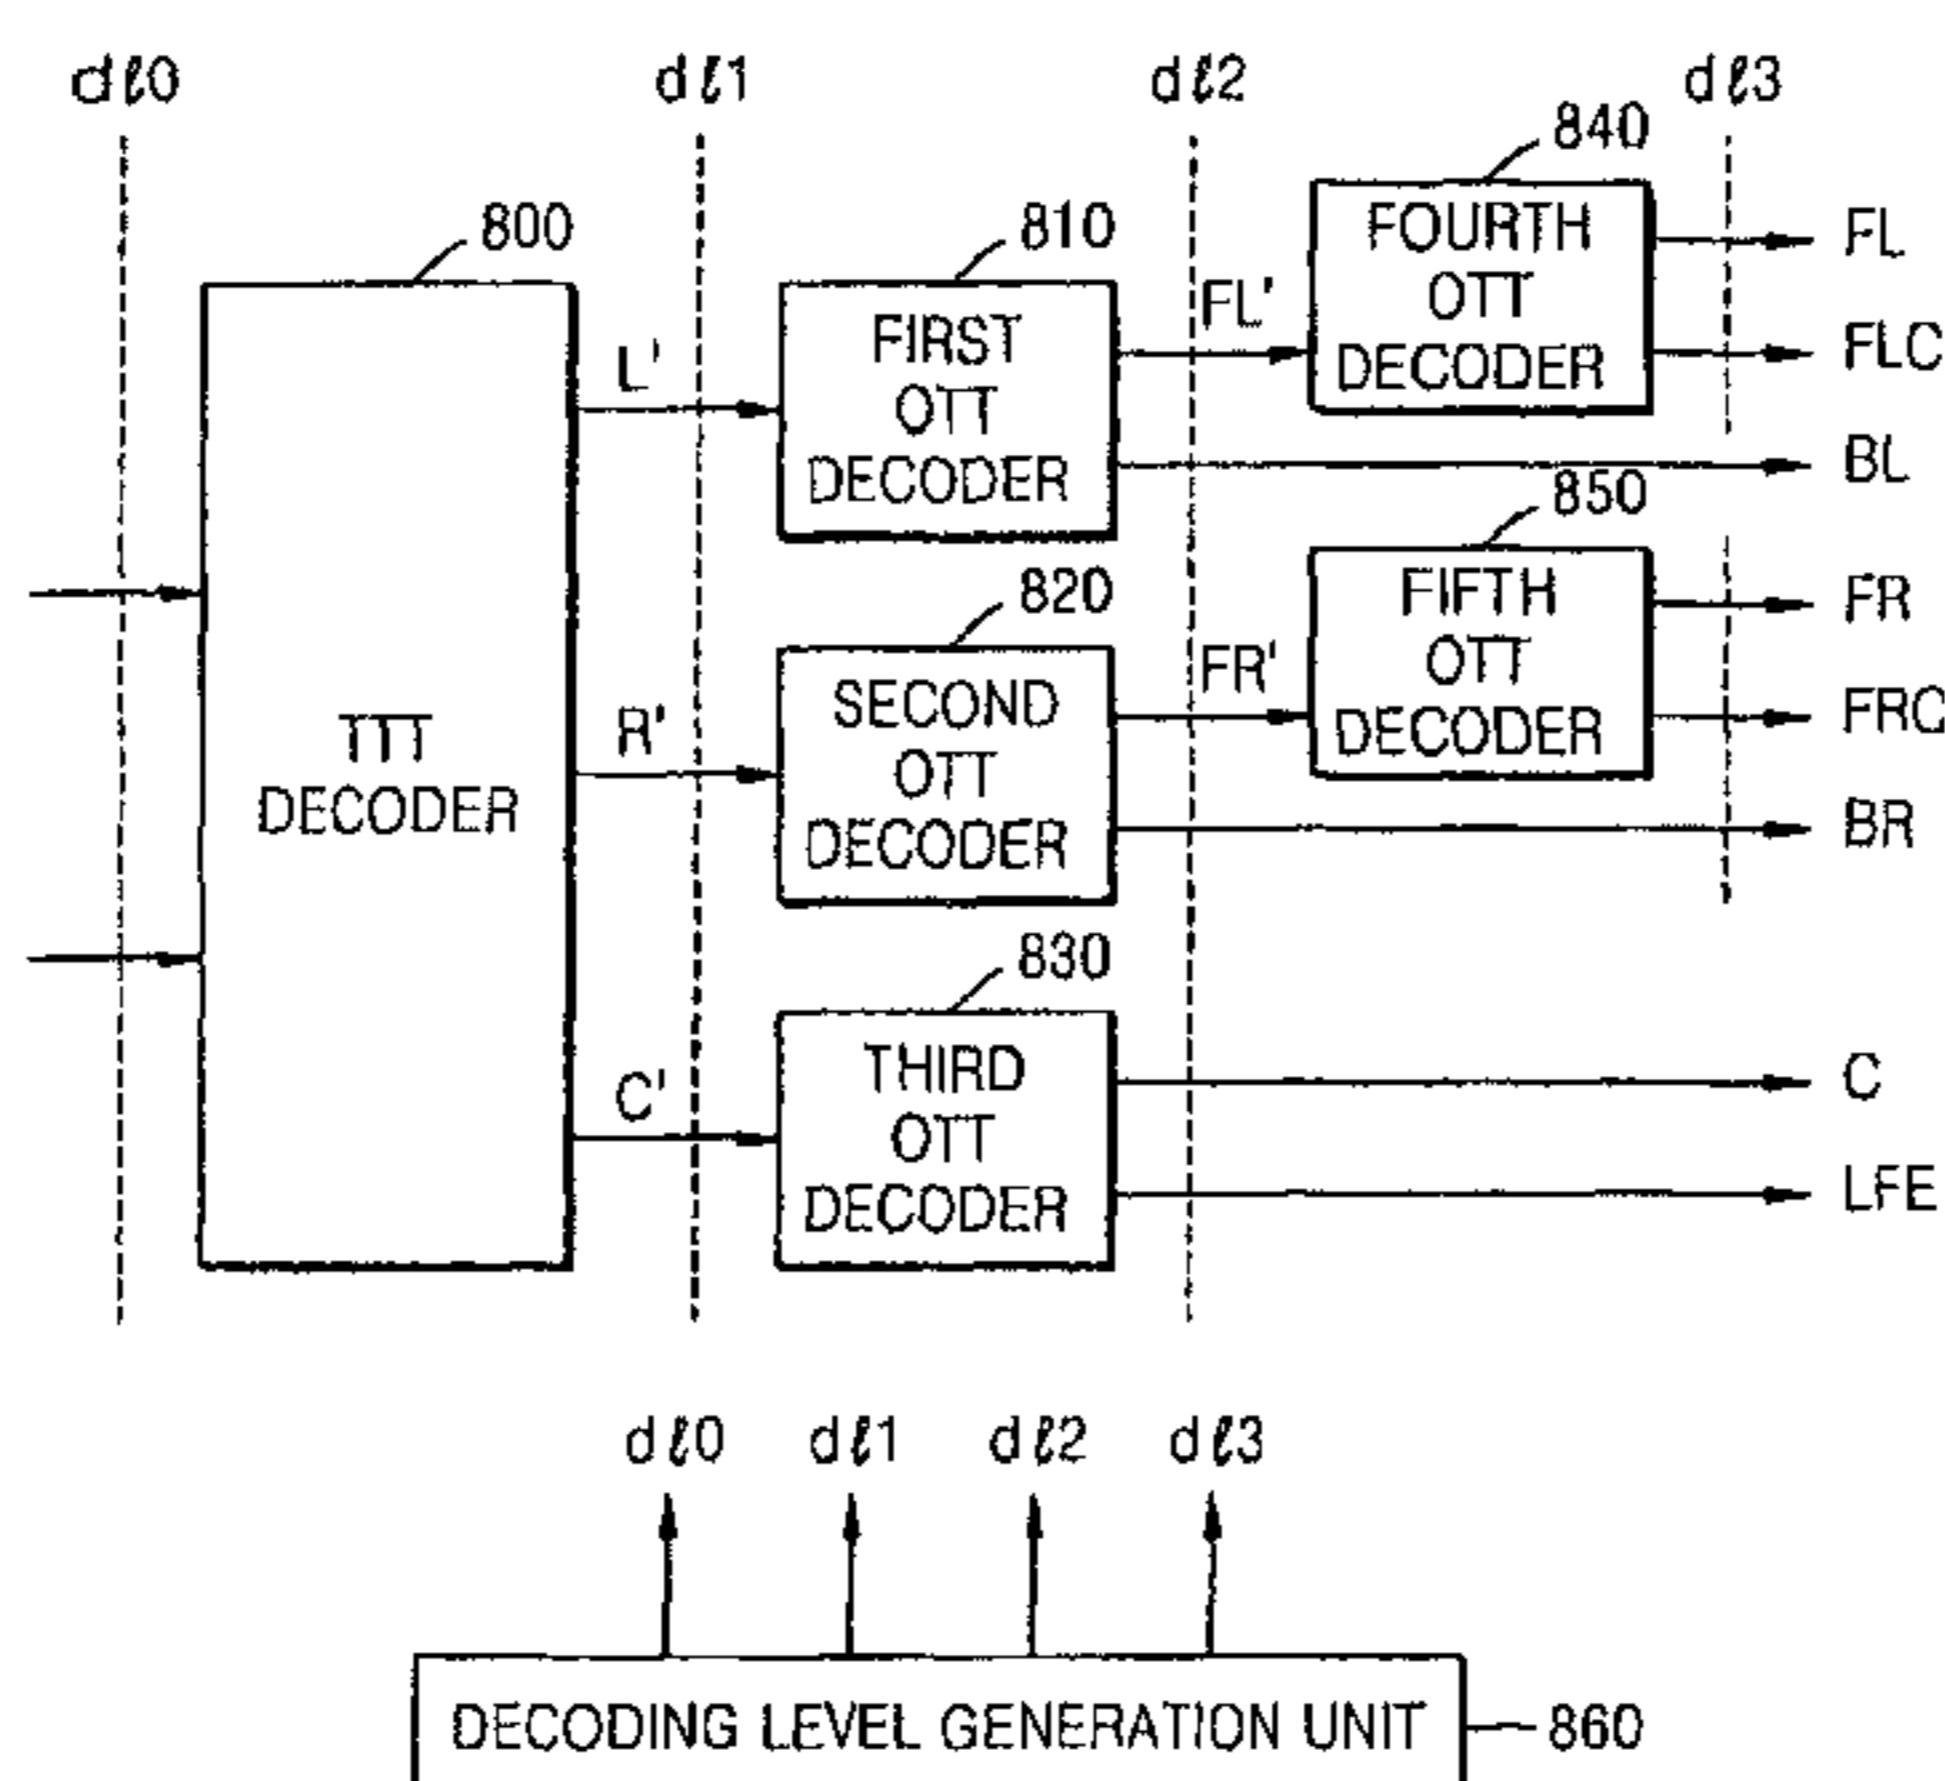 dℓ0 dℓ1 dℓ2 dℓ3
840
800 810 FOURTH FL
OTT
DECODER
FL'
FLC
L' FIRST
OTT
DECODER
BL
850
820 FIFTH FR
OTT
DECODER
FR'
FRC
R' SECOND
OTT
DECODER
BR
TTT
DECODER
830
C' THIRD
OTT
DECODER
C
LFE
dℓ0 dℓ1 dℓ2 dℓ3
DECODING LEVEL GENERATION UNIT 860